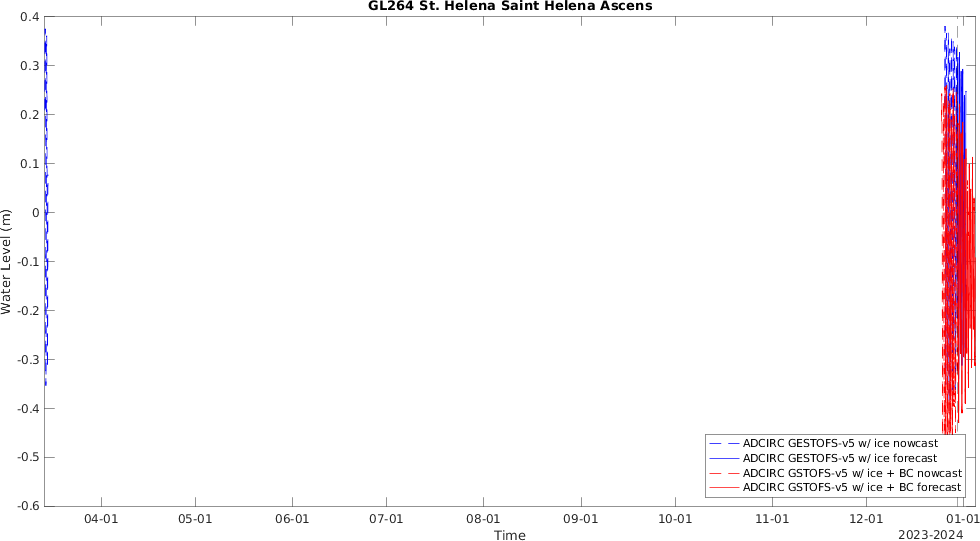 GL264 St. Helena Saint Helena Ascens
0.4
0.3
0.2
0.1
0
-0.1
-0.2
-0.3
-0.4
-0.5
-0.6
Water Level (m)
ADCIRC GESTOFS-v5 w/ ice nowcast
ADCIRC GESTOFS-v5 w/ ice forecast
ADCIRC GSTOFS-v5 w/ ice + BC nowcast
ADCIRC GSTOFS-v5 w/ ice + BC forecast
04-01 05-01 06-01 07-01 08-01 09-01 10-01 11-01 12-01 01-01
Time
2023-2024